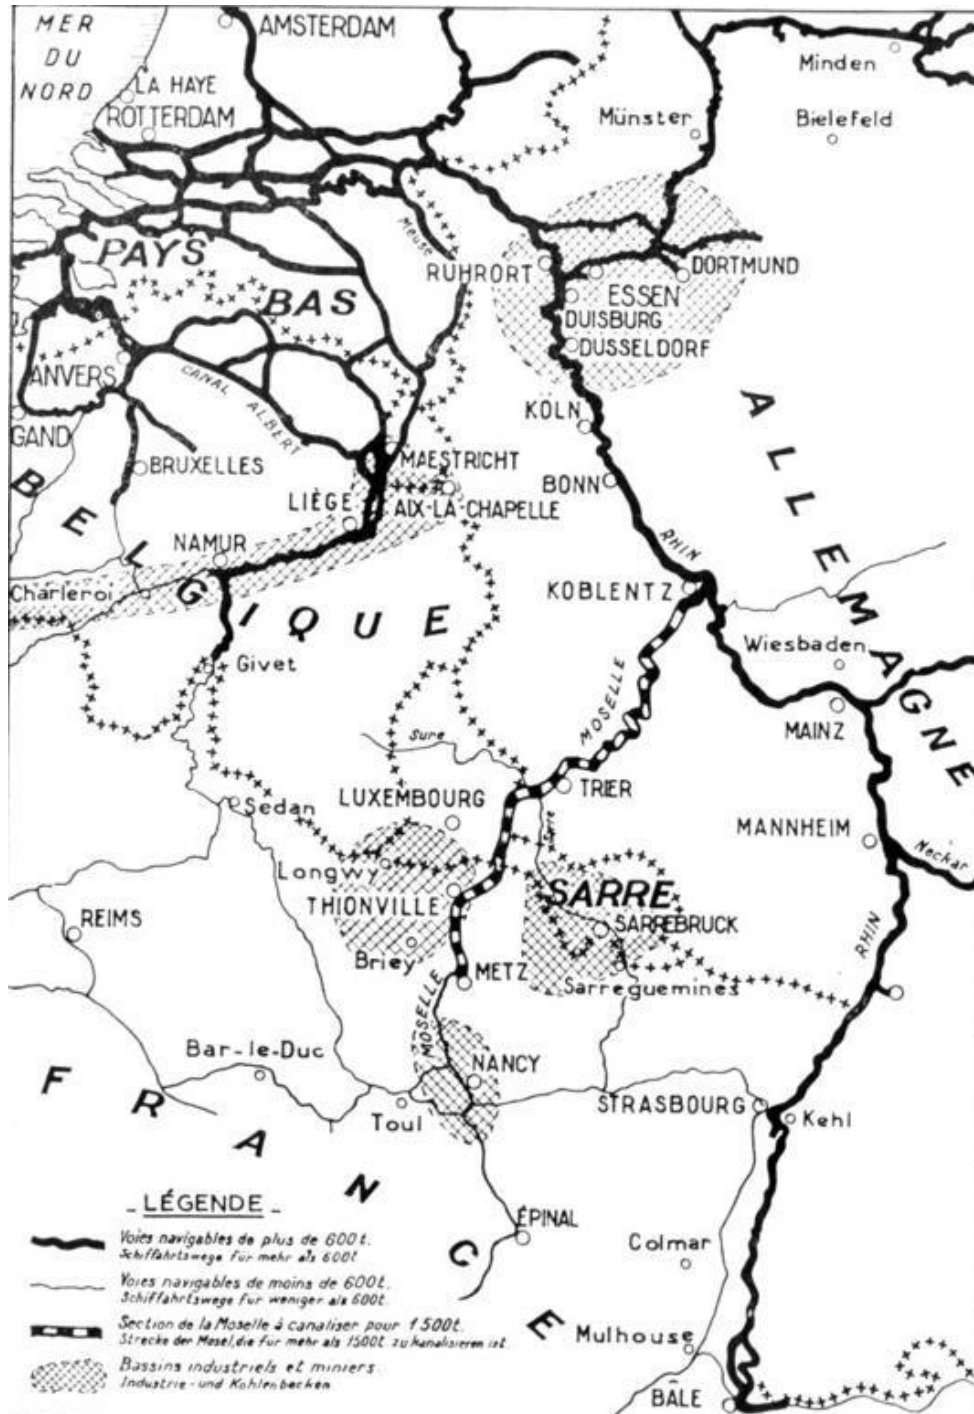 MER
DU
NORD
AMSTERDAM
LA HAYE
ROTTERDAM
Minden
Münster
Bielefeld
PAYS
BAS
Meuse
RUHRORT
DORTMUND
ESSEN
DUISBURG
DUSSELDORF
ANVERS
CANAL ALBERT
GAND
KÖLN
BRUXELLES
MAESTRICHT
BONN
LIÈGE
AIX-LA-CHAPELLE
NAMUR
RHIN
Charleroi
KOBLENTZ
BELGIQUE
ALLEMAGNE
Wiesbaden
Givet
MOSELLE
MAINZ
Sure
TRIER
LUXEMBOURG
Sedan
Sarre
MANNHEIM
Neckar
Longwy
SARRE
THIONVILLE
REIMS
SARREBRUCK
RHIN
Briey
METZ
Sarreguemines
MOSELLE
Bar-le-Duc
NANCY
FRANCE
Toul
STRASBOURG
Kehl
ÉPINAL
Colmar
Mulhouse
BÂLE
_ LÉGENDE _
Voies navigables de plus de 600t.
Schiffahrtswege für mehr als 600t
Voies navigables de moins de 600t.
Schiffahrtswege für weniger als 600t.
Section de la Moselle à canaliser pour 1500t.
Strecke der Mosel, die für mehr als 1500t. zu kanalisieren ist.
Bassins industriels et miniers.
Industrie-und Kohlenbecken